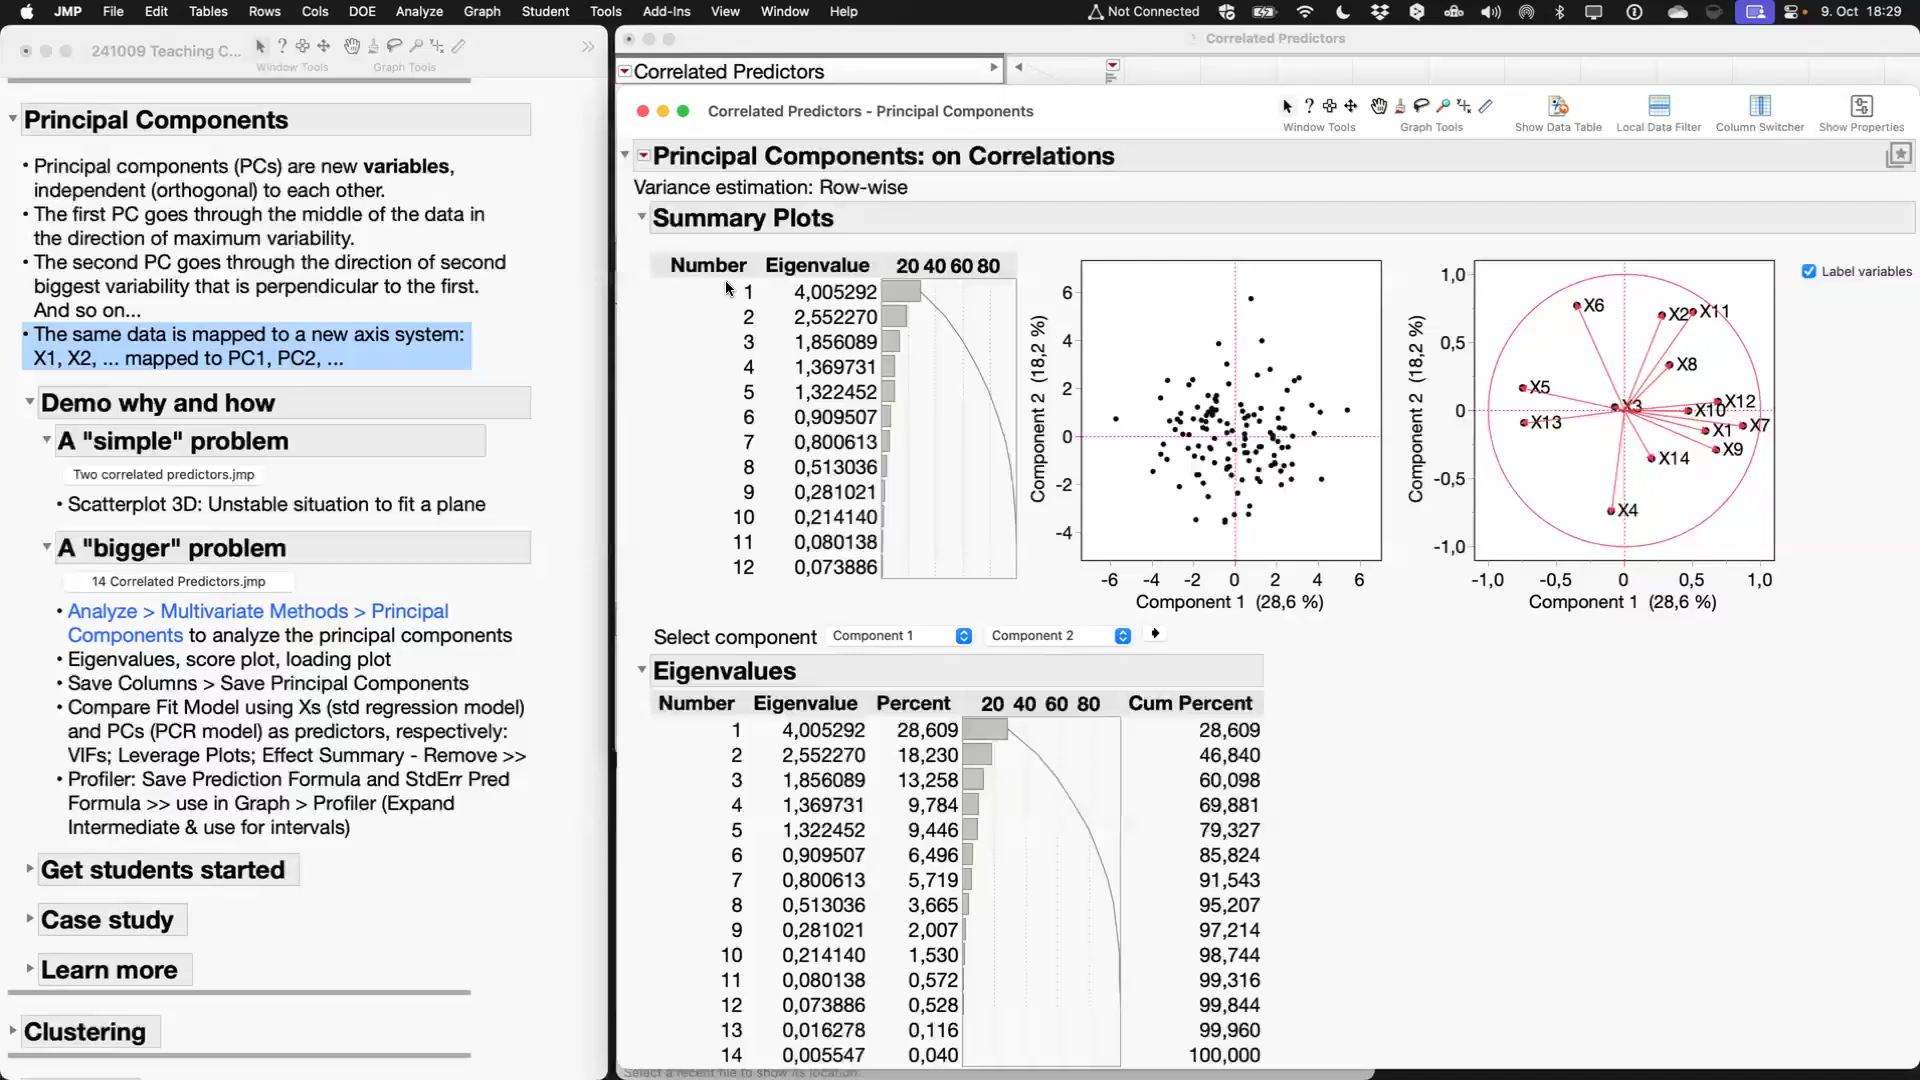 JMP File Edit Tables Rows Cols DOE Analyze Graph Student Tools Add-Ins View Window Help Not Connected 9. Oct 18:29
241009 Teaching C...
Window Tools Graph Tools
Principal Components
• Principal components (PCs) are new variables,
independent (orthogonal) to each other.
• The first PC goes through the middle of the data in
the direction of maximum variability.
• The second PC goes through the direction of second
biggest variability that is perpendicular to the first.
And so on...
• The same data is mapped to a new axis system:
X1, X2, ... mapped to PC1, PC2, ...
Demo why and how
A "simple" problem
Two correlated predictors.jmp
• Scatterplot 3D: Unstable situation to fit a plane
A "bigger" problem
14 Correlated Predictors.jmp
• Analyze > Multivariate Methods > Principal
Components to analyze the principal components
• Eigenvalues, score plot, loading plot
• Save Columns > Save Principal Components
• Compare Fit Model using Xs (std regression model)
and PCs (PCR model) as predictors, respectively:
VIFs; Leverage Plots; Effect Summary - Remove >>
• Profiler: Save Prediction Formula and StdErr Pred
Formula >> use in Graph > Profiler (Expand
Intermediate & use for intervals)
Get students started
Case study
Learn more
Clustering
Correlated Predictors
Correlated Predictors
Correlated Predictors - Principal Components
Window Tools Graph Tools Show Data Table Local Data Filter Column Switcher Show Properties
Principal Components: on Correlations
Variance estimation: Row-wise
Summary Plots
Number Eigenvalue 20 40 60 80
1 4,005292
2 2,552270
3 1,856089
4 1,369731
5 1,322452
6 0,909507
7 0,800613
8 0,513036
9 0,281021
10 0,214140
11 0,080138
12 0,073886
Component 2 (18,2 %)
6
4
2
0
-2
-4
-6 -4 -2 0 2 4 6
Component 1 (28,6 %)
Component 2 (18,2 %)
1,0
0,5
0
-0,5
-1,0
X6
X2
X11
X8
X5
X3
X12
X10
X13
X1
X7
X9
X14
X4
-1,0 -0,5 0 0,5 1,0
Component 1 (28,6 %)
Label variables
Select component Component 1 Component 2
Eigenvalues
Number Eigenvalue Percent 20 40 60 80 Cum Percent
1 4,005292 28,609 28,609
2 2,552270 18,230 46,840
3 1,856089 13,258 60,098
4 1,369731 9,784 69,881
5 1,322452 9,446 79,327
6 0,909507 6,496 85,824
7 0,800613 5,719 91,543
8 0,513036 3,665 95,207
9 0,281021 2,007 97,214
10 0,214140 1,530 98,744
11 0,080138 0,572 99,316
12 0,073886 0,528 99,844
13 0,016278 0,116 99,960
14 0,005547 0,040 100,000
Select a recent file to show its location.